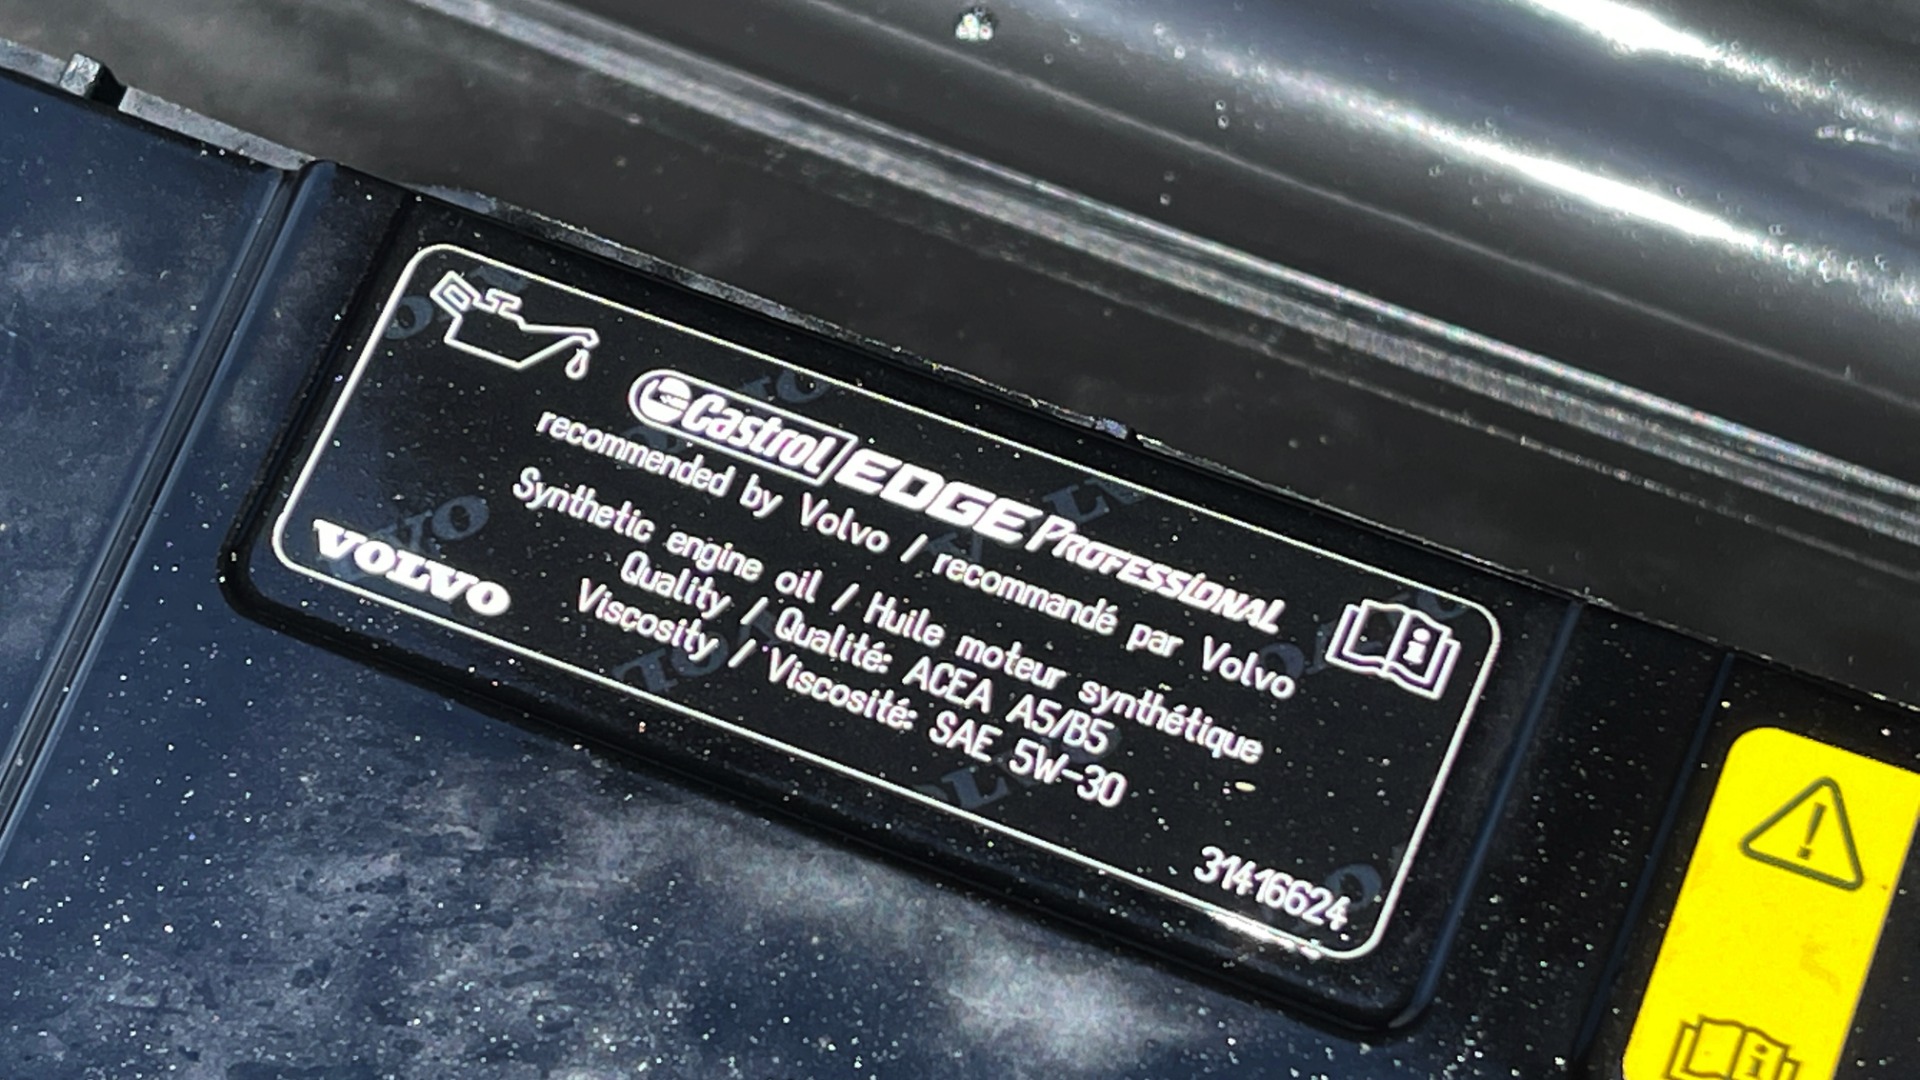 Castrol EDGE PROFESSIONAL
recommended by Volvo / recommandé par Volvo
Synthetic engine oil / Huile moteur synthétique
Quality / Qualité: ACEA A5/B5
Viscosity / Viscosité: SAE 5W-30
VOLVO
31416624